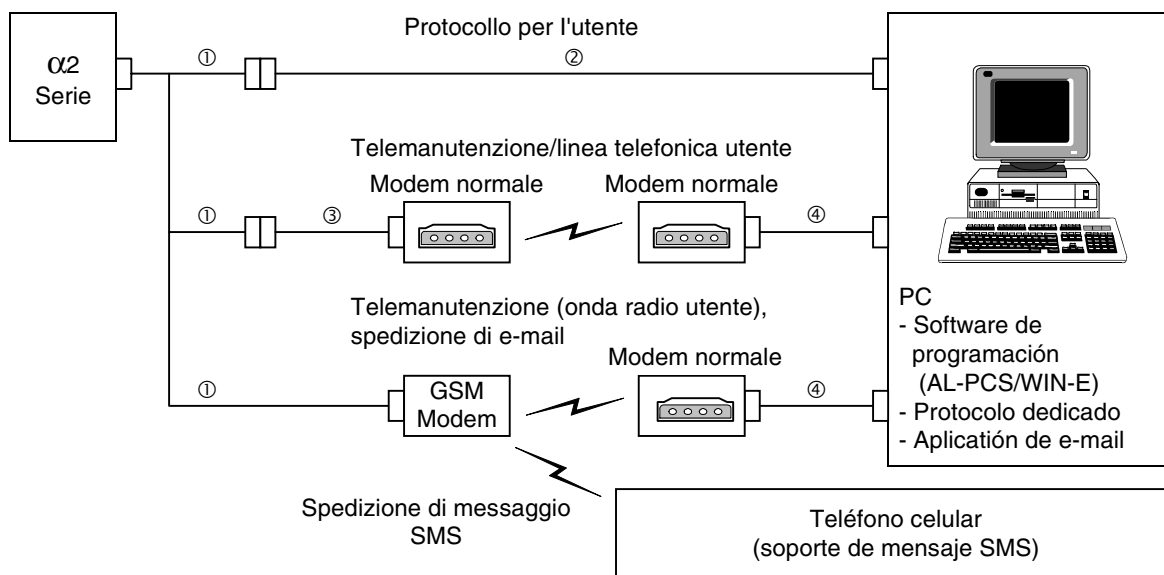 Protocollo per l'utente
α2
Serie
①
②
Telemanutenzione/linea telefonica utente
Modem normale
Modem normale
①
③
④
Telemanutenzione (onda radio utente),
spedizione di e-mail
Modem normale
①
GSM
Modem
④
PC
- Software de
programación
(AL-PCS/WIN-E)
- Protocolo dedicado
- Aplicatión de e-mail
Spedizione di messaggio
SMS
Teléfono celular
(soporte de mensaje SMS)